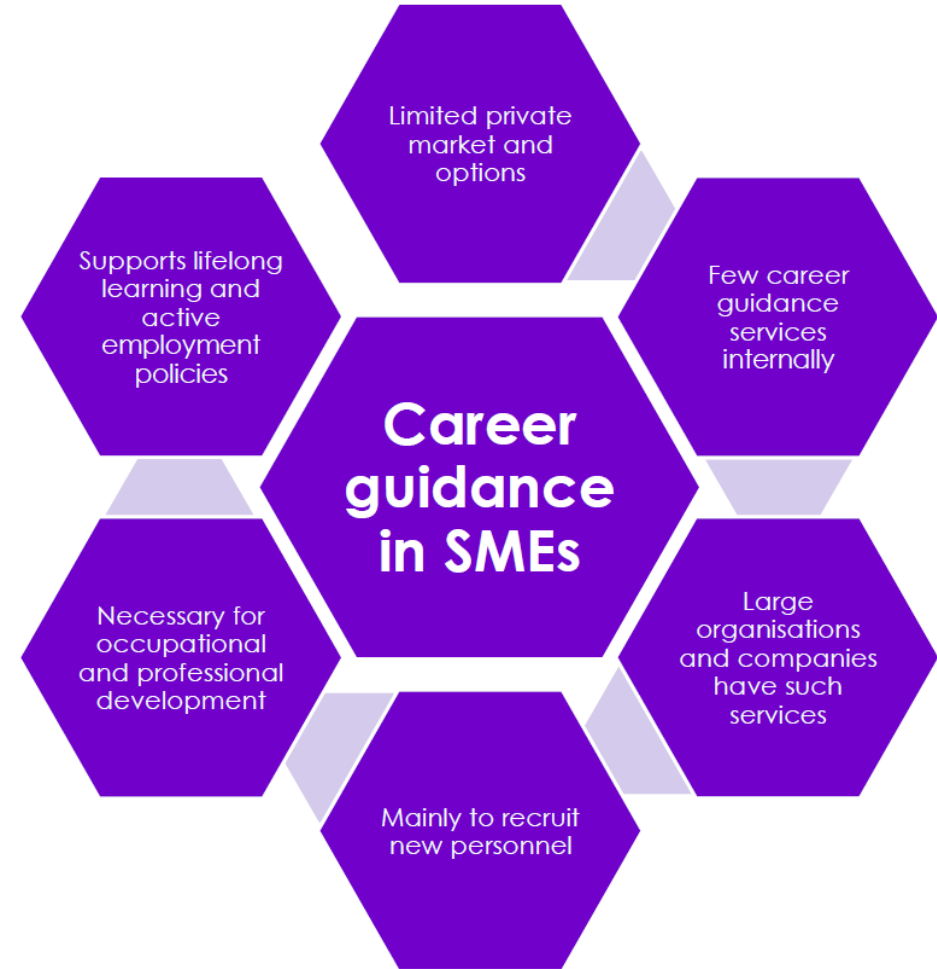 Limited private
market and
options
Few career
guidance
services
internally
Large
organisations
and companies
have such
services
Mainly to recruit
new personnel
Necessary for
occupational
and professional
development
Supports lifelong
learning and
active
employment
policies
Career
guidance
in SMEs